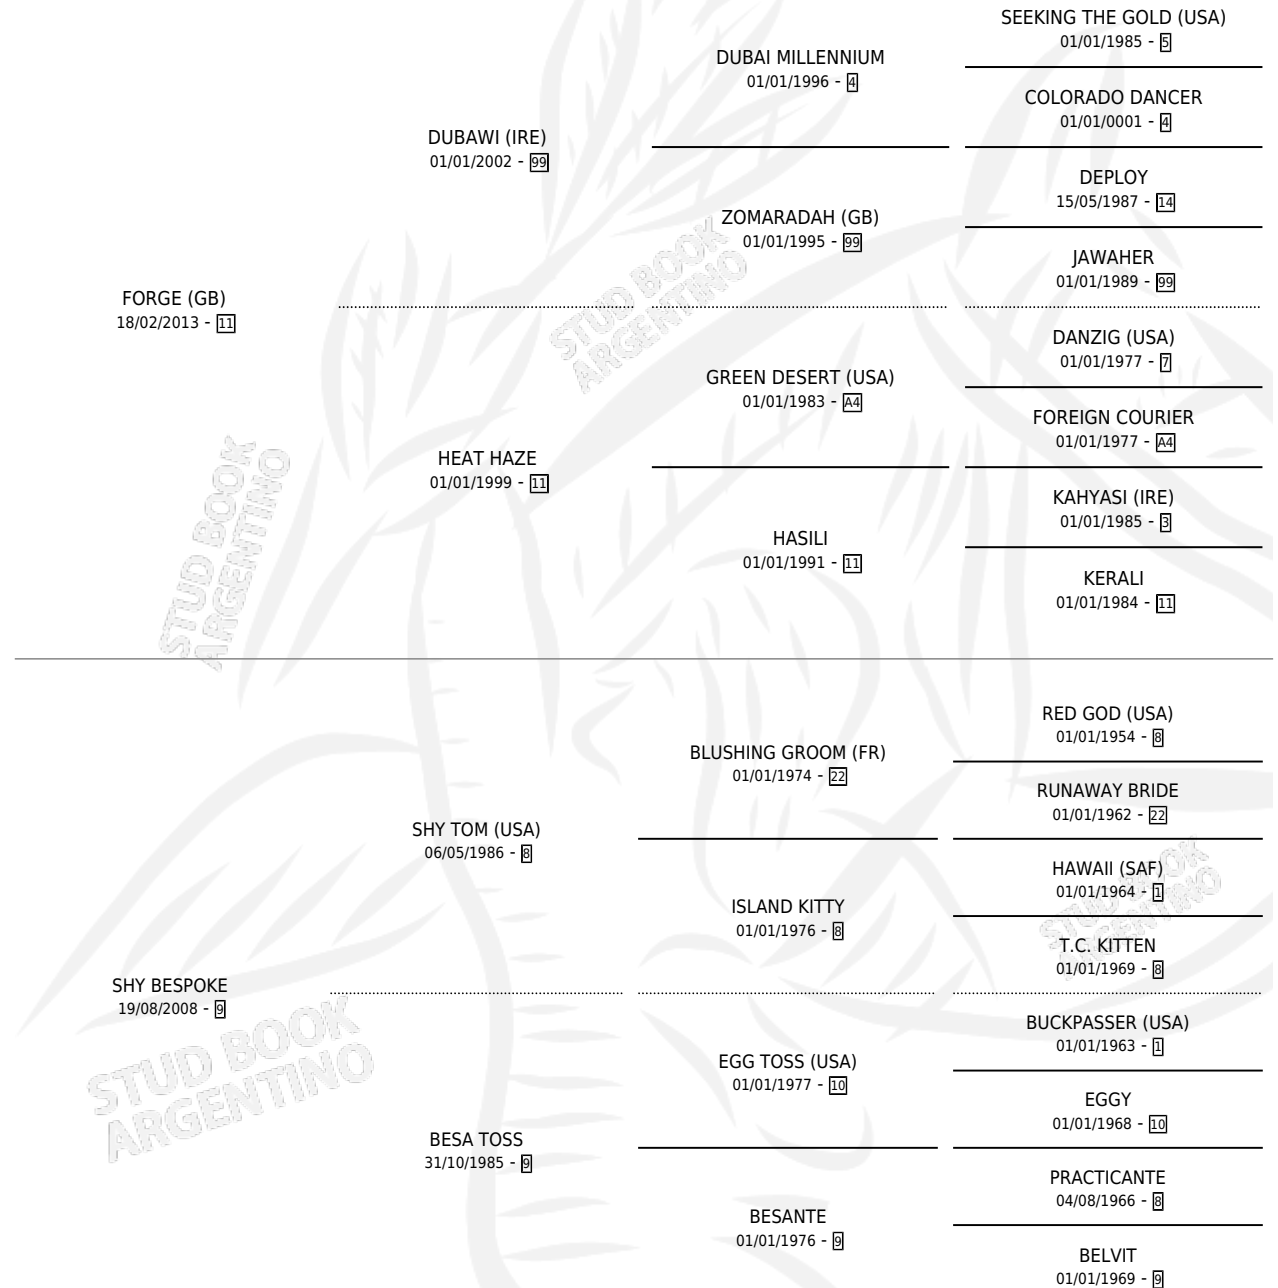 SEEKING THE GOLD (USA)
01/01/1985 - 5
DUBAI MILLENNIUM
01/01/1996 - 4
COLORADO DANCER
01/01/0001 - 4
DUBAWI (IRE)
01/01/2002 - 99
DEPLOY
15/05/1987 - 14
ZOMARADAH (GB)
01/01/1995 - 99
JAWAHER
01/01/1989 - 99
FORGE (GB)
18/02/2013 - 11
DANZIG (USA)
01/01/1977 - 7
GREEN DESERT (USA)
01/01/1983 - A4
FOREIGN COURIER
01/01/1977 - A4
HEAT HAZE
01/01/1999 - 11
KAHYASI (IRE)
01/01/1985 - 3
HASILI
01/01/1991 - 11
KERALI
01/01/1984 - 11
RED GOD (USA)
01/01/1954 - 8
BLUSHING GROOM (FR)
01/01/1974 - 22
RUNAWAY BRIDE
01/01/1962 - 22
SHY TOM (USA)
06/05/1986 - 8
HAWAII (SAF)
01/01/1964 - 1
ISLAND KITTY
01/01/1976 - 8
T.C. KITTEN
01/01/1969 - 8
SHY BESPOKE
19/08/2008 - 9
BUCKPASSER (USA)
01/01/1963 - 1
EGG TOSS (USA)
01/01/1977 - 10
EGGY
01/01/1968 - 10
BESA TOSS
31/10/1985 - 9
PRACTICANTE
04/08/1966 - 8
BESANTE
01/01/1976 - 9
BELVIT
01/01/1969 - 9
STUD BOOK
ARGENTINO
STUD BOOK
ARGENTINO
STUD BOOK
ARGENTINO
STUD BOOK
ARGENTINO